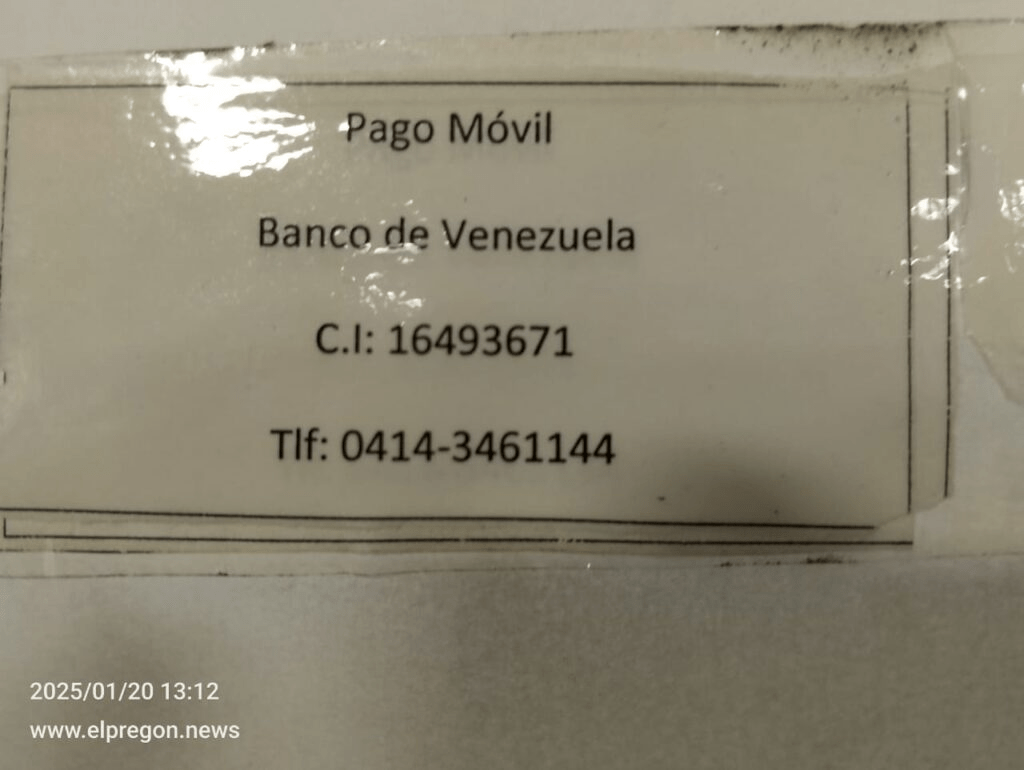 Pago Móvil
Banco de Venezuela
C.I: 16493671
Tlf: 0414-3461144
2025/01/20 13:12
www.elpregon.news